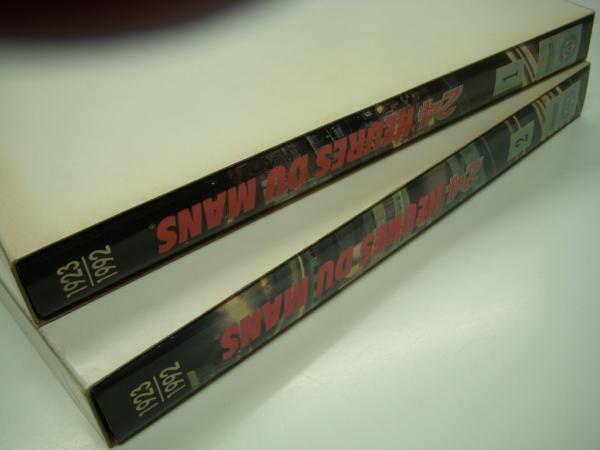 1 24 HEURES DU MANS 1923
1992
2 24 HEURES DU MANS 1923
1992